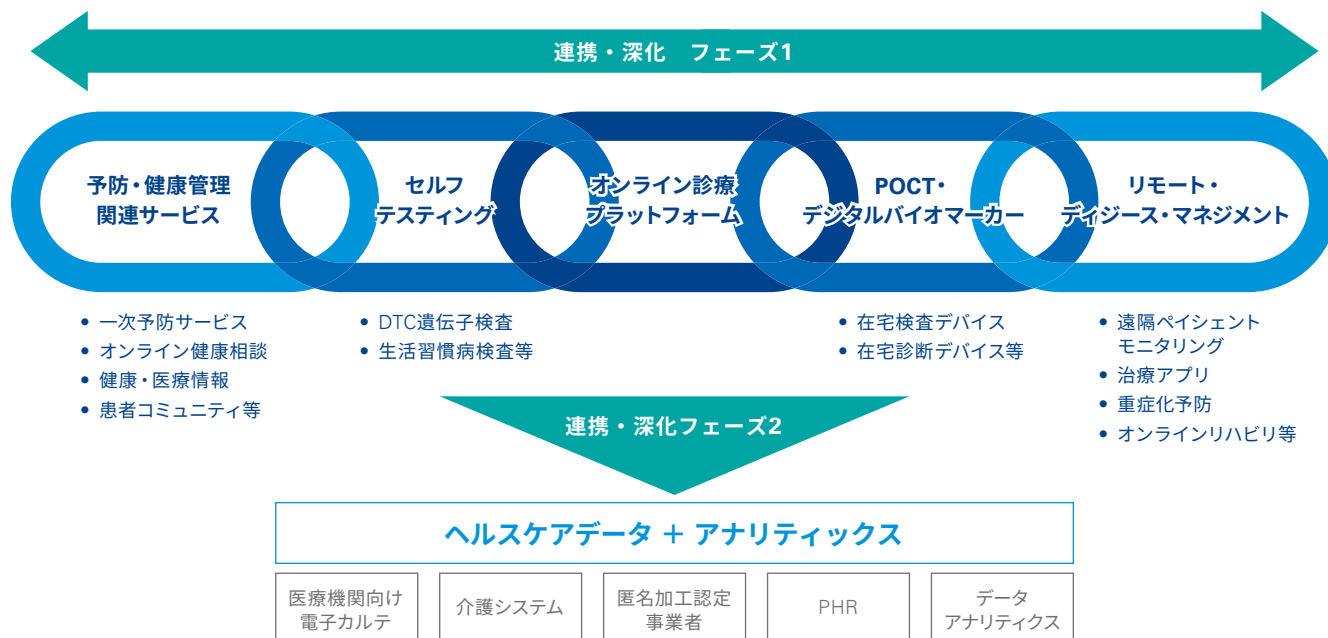 連携・深化 フェーズ1
予防・健康管理
関連サービス
セルフ
テスティング
オンライン診療
プラットフォーム
POCT・
デジタルバイオマーカー
リモート・
ディジース・マネジメント
• 一次予防サービス
• オンライン健康相談
• 健康・医療情報
• 患者コミュニティ等
• DTC遺伝子検査
• 生活習慣病検査等
• 在宅検査デバイス
• 在宅診断デバイス等
• 遠隔ペイシェント
モニタリング
• 治療アプリ
• 重症化予防
• オンラインリハビリ等
連携・深化フェーズ2
ヘルスケアデータ + アナリティックス
医療機関向け
電子カルテ
介護システム
匿名加工認定
事業者
PHR
データ
アナリティクス